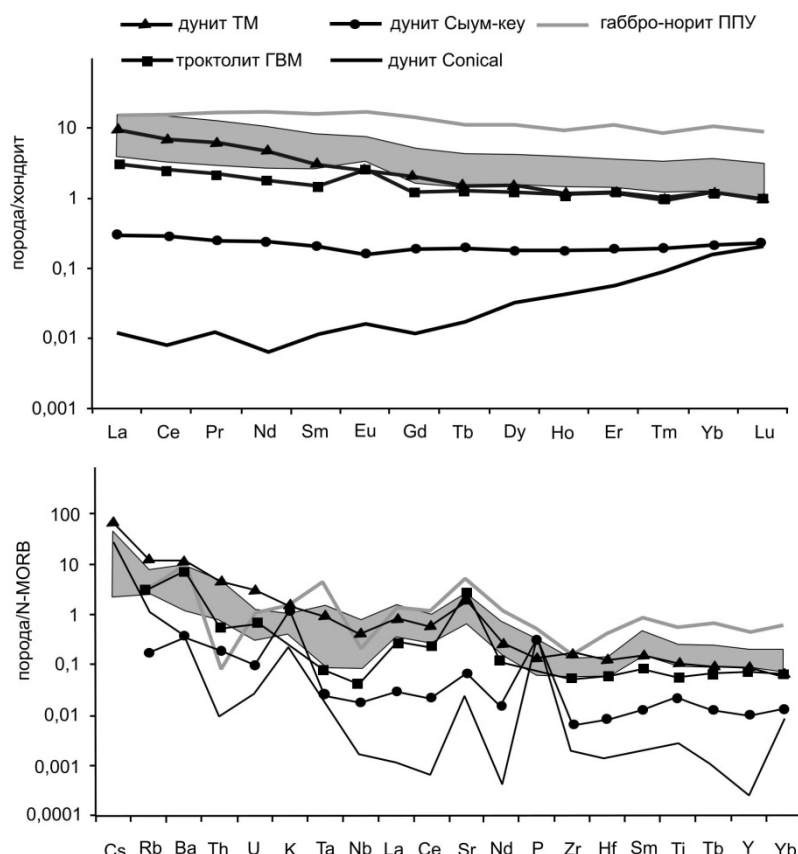 дунит ТМ дунит Сыум-кеу габбро-норит ППУ
троктолит ГВМ дунит Conical
порода/хондрит
10
1
0,1
0,01
0,001
La Ce Pr Nd Sm Eu Gd Tb Dy Ho Er Tm Yb Lu
порода/N-MORB
100
10
1
0,1
0,01
0,001
0,0001
Cs Rb Ba Th U K Ta Nb La Ce Sr Nd P Zr Hf Sm Ti Tb Y Yb